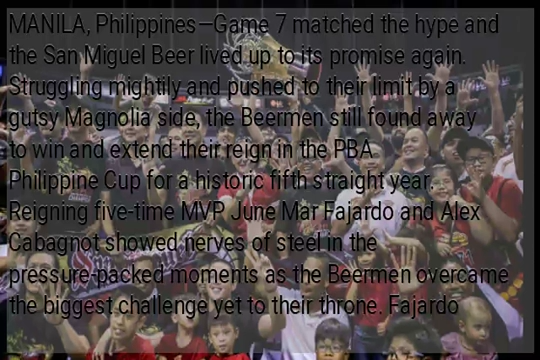 MANILA, Philippines—Game 7 matched the hype and
the San Miguel Beer lived up to its promise again.
Struggling mightily and pushed to their limit by a
gutsy Magnolia side, the Beermen still found away
to win and extend their reign in the PBA
Philippine Cup for a historic fifth straight year.
Reigning five-time MVP June Mar Fajardo and Alex
Cabagnot showed nerves of steel in the
pressure-packed moments as the Beermen overcame
the biggest challenge yet to their throne. Fajardo